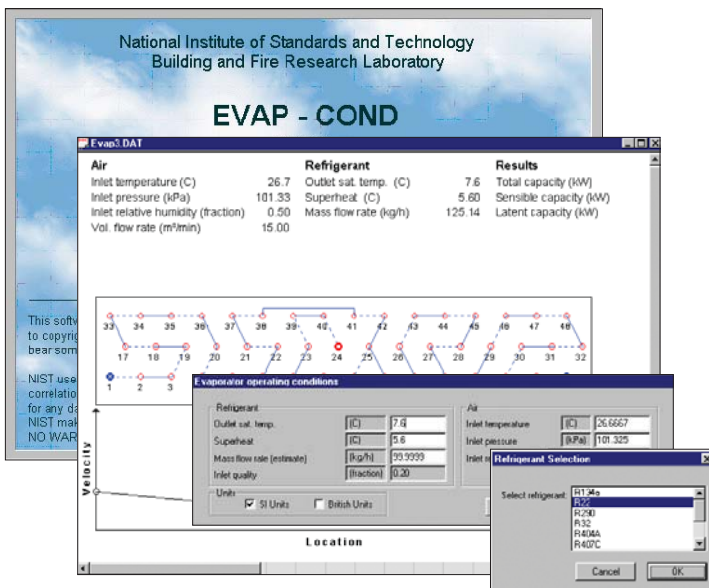 National Institute of Standards and Technology
Building and Fire Research Laboratory
EVAP - COND
This softw
to copyrig
bear som
NIST use
correlatio
for any da
NIST mak
NO WAR
Evap3.DAT
Air Refrigerant Results
Inlet temperature (C) 26.7 Outlet sat. temp. (C) 7.6 Total capacity (kW)
Inlet pressure (kPa) 101.33 Superheat (C) 5.60 Sensible capacity (kW)
Inlet relative humidity (fraction) 0.50 Mass flow rate (kg/h) 125.14 Latent capacity (kW)
Vol. flow rate (m³/min) 15.00
33 34 35 36 37 38 39 40 41 42 43 44 45 46 47 48
17 18 19 20 21 22 23 24 25 26 27 28 29 30 31 32
1 2 3
Velocity
Location
Evaporator operating conditions
Refrigerant
Outlet sat. temp. (C) 7.6
Superheat (C) 5.6
Mass flow rate (estimate) (kg/h) 99.9999
Inlet quality (fraction) 0.20
Units
SI Units British Units
Air
Inlet temperature (C) 26.6667
Inlet pressure (kPa) 101.325
Inlet r
Refrigerant Selection
Select refrigerant:
R134a
R22
R290
R32
R404A
R407C
Cancel OK